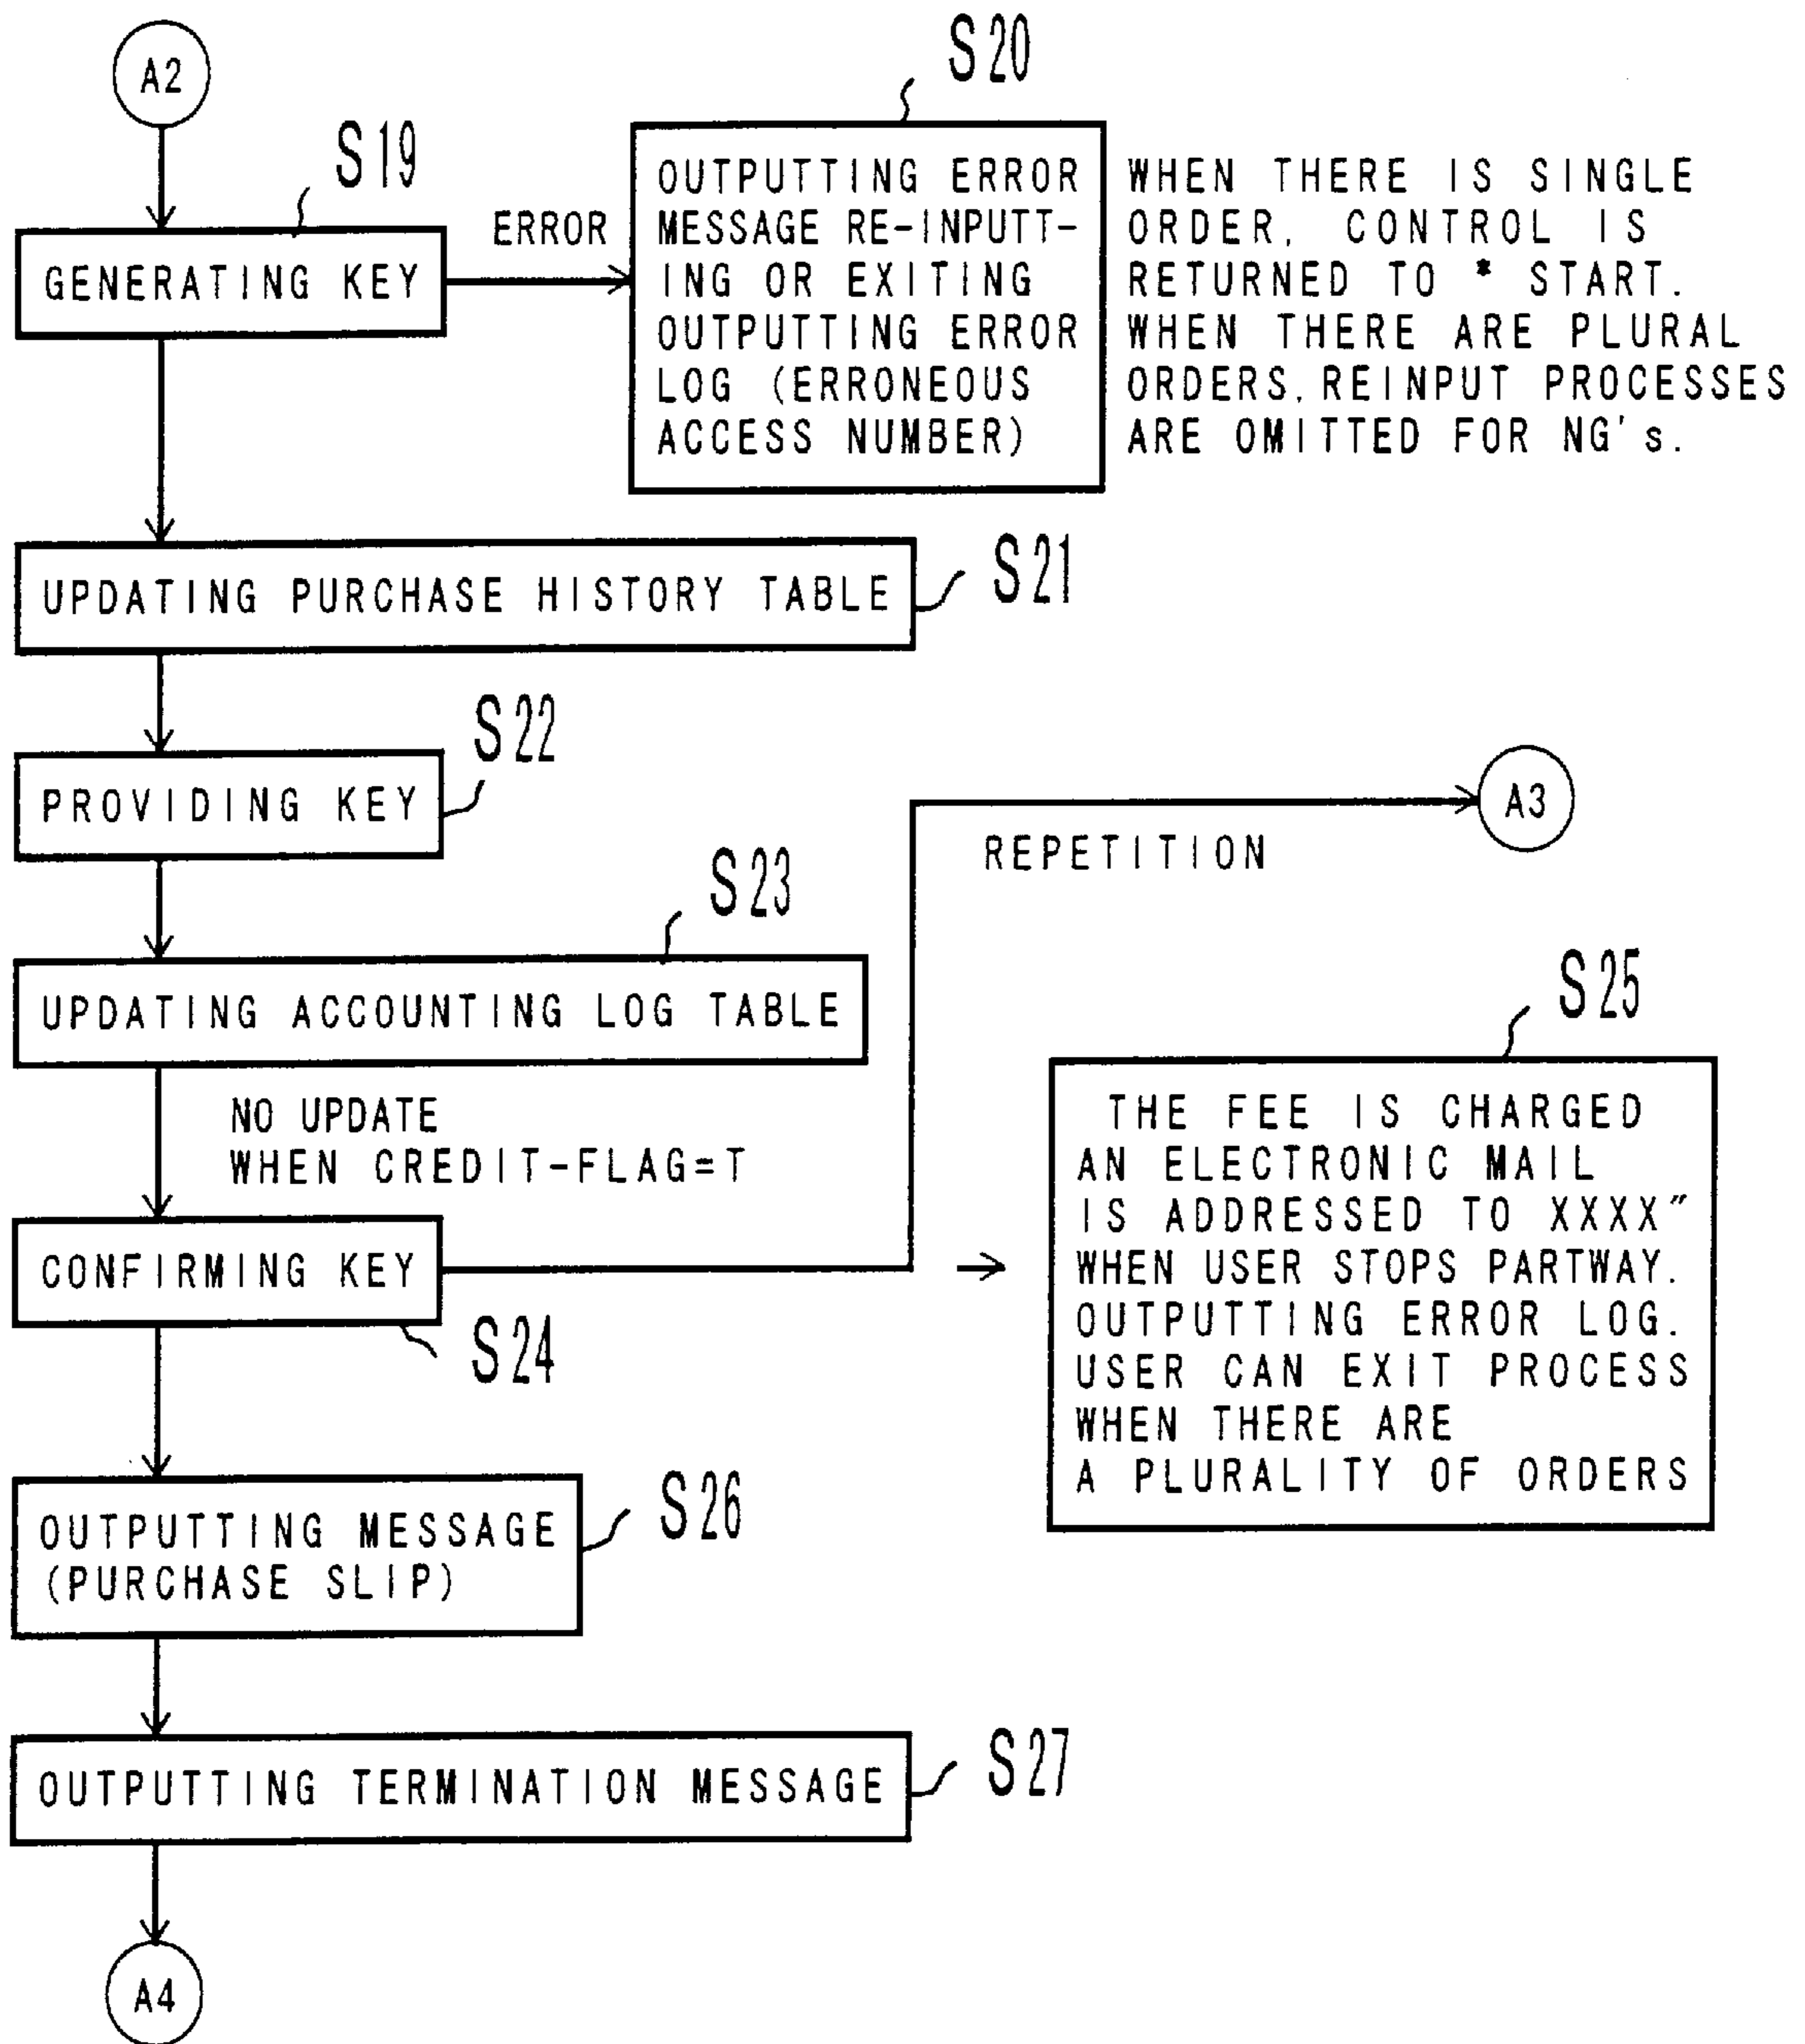 A2
S19
GENERATING KEY
ERROR
S20
OUTPUTTING ERROR
MESSAGE RE-INPUTT-
ING OR EXITING
OUTPUTTING ERROR
LOG (ERRONEOUS
ACCESS NUMBER)
WHEN THERE IS SINGLE
ORDER, CONTROL IS
RETURNED TO * START.
WHEN THERE ARE PLURAL
ORDERS, REINPUT PROCESSES
ARE OMITTED FOR NG's.
UPDATING PURCHASE HISTORY TABLE
S21
PROVIDING KEY
S22
A3
REPETITION
S23
UPDATING ACCOUNTING LOG TABLE
NO UPDATE
WHEN CREDIT-FLAG=T
CONFIRMING KEY
S24
S25
THE FEE IS CHARGED
AN ELECTRONIC MAIL
IS ADDRESSED TO XXXX"
WHEN USER STOPS PARTWAY.
OUTPUTTING ERROR LOG.
USER CAN EXIT PROCESS
WHEN THERE ARE
A PLURALITY OF ORDERS
OUTPUTTING MESSAGE
(PURCHASE SLIP)
S26
OUTPUTTING TERMINATION MESSAGE
S27
A4